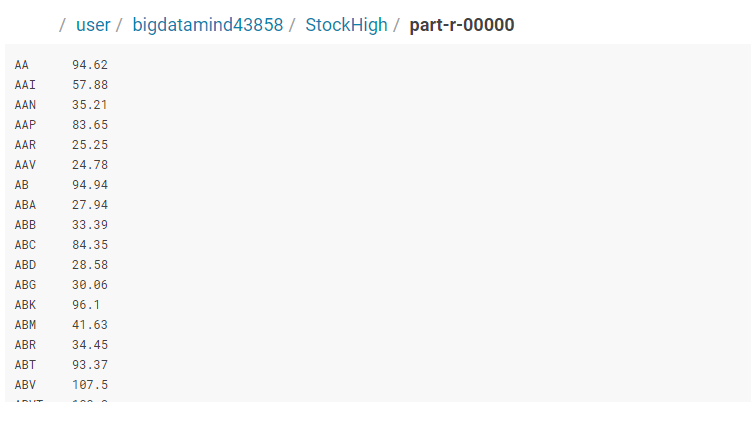 / user / bigdatamind43858 / StockHigh / part-r-00000
AA 94.62
AAI 57.88
AAN 35.21
AAP 83.65
AAR 25.25
AAV 24.78
AB 94.94
ABA 27.94
ABB 33.39
ABC 84.35
ABD 28.58
ABG 30.06
ABK 96.1
ABM 41.63
ABR 34.45
ABT 93.37
ABV 107.5